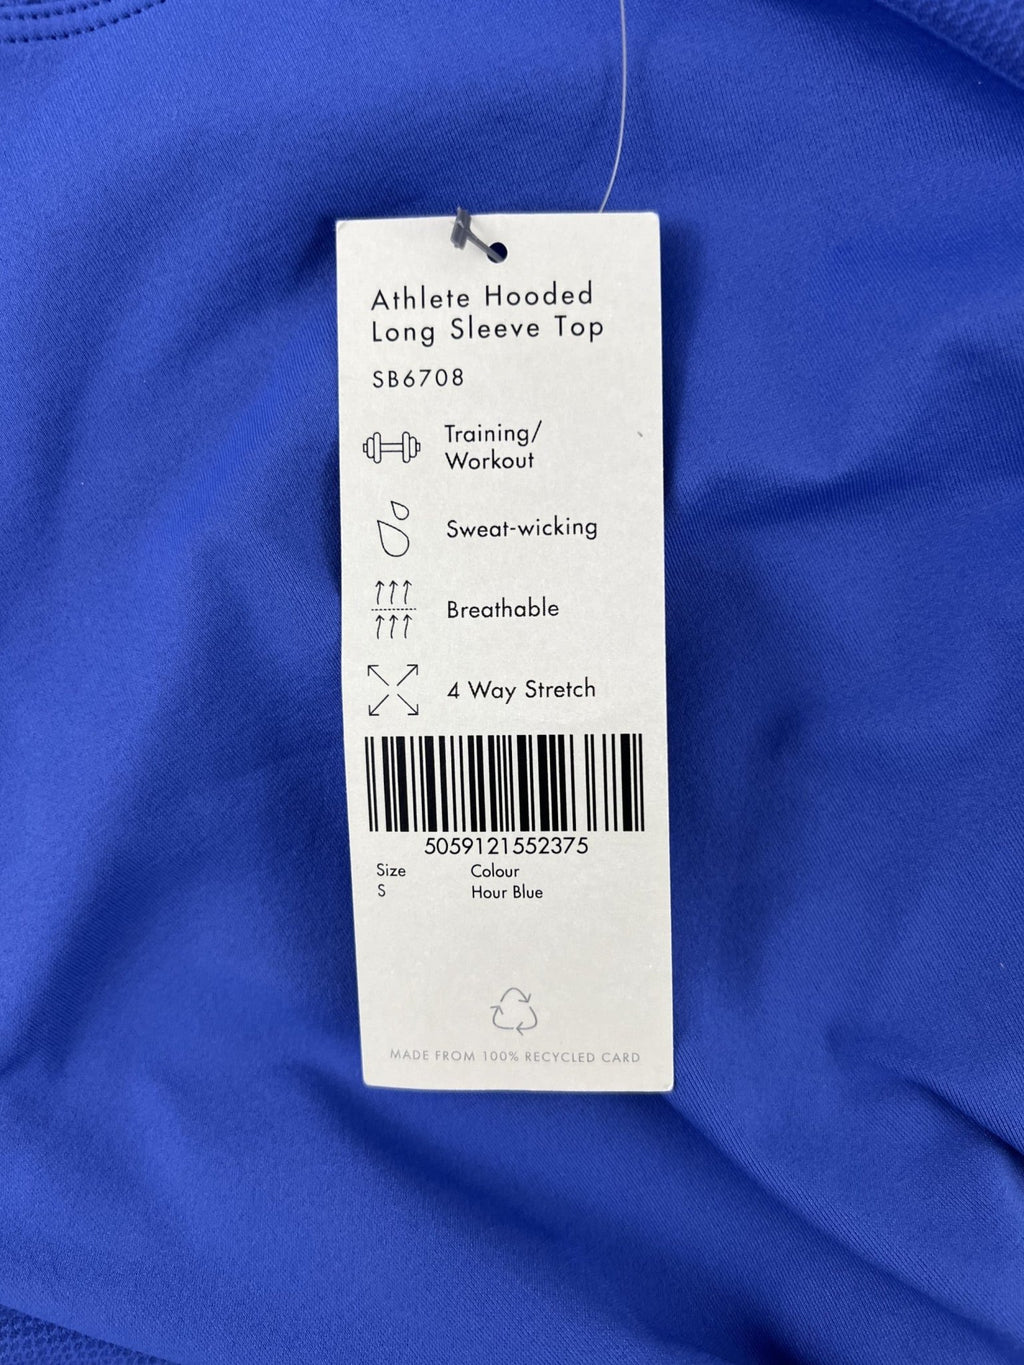 Athlete Hooded
Long Sleeve Top
SB6708
Training/
Workout
Sweat-wicking
Breathable
4 Way Stretch
5059121552375
Size Colour
S Hour Blue
MADE FROM 100% RECYCLED CARD